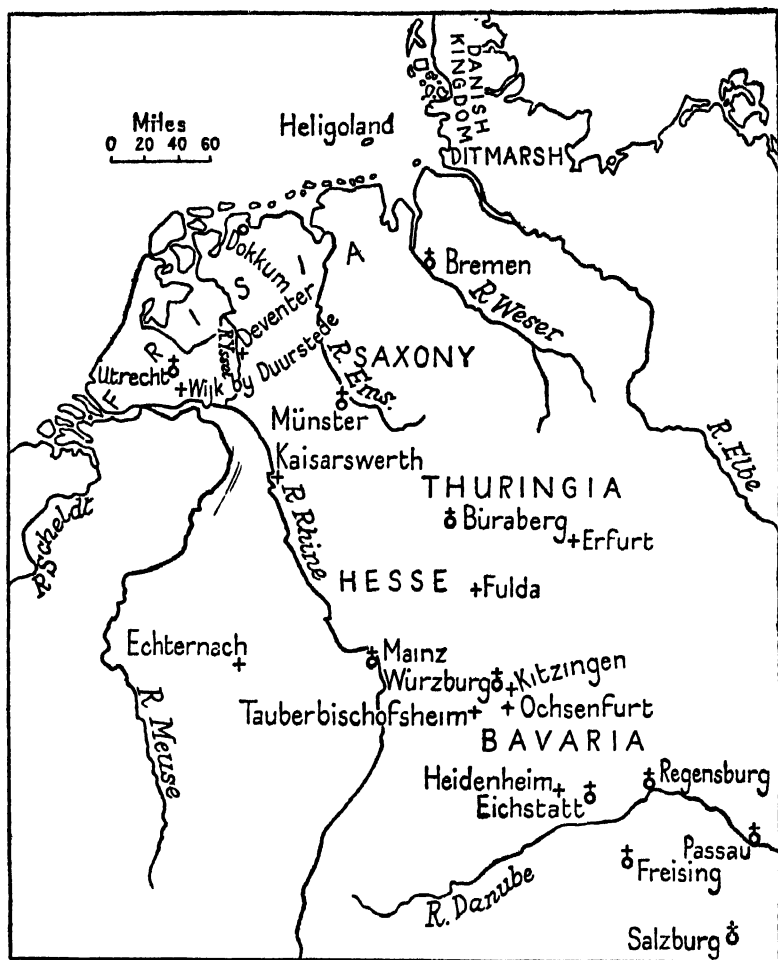 DANISH
KINGDOM
Miles
0 20 40 60
Heligoland
DITMARSH
Dokkum
FRISIA
Bremen
R Weser
Deventer
R Yssel
SAXONY
Utrecht
Wijk by Duurstede
R. Ems.
Münster
R. Elbe
Kaisarswerth
THURINGIA
R Scheldt
R Rhine
Büraberg
Erfurt
HESSE
Fulda
Echternach
Mainz
Würzburg
Kitzingen
R Meuse
Tauberbischofsheim
Ochsenfurt
BAVARIA
Heidenheim
Regensburg
Eichstatt
Passau
Freising
R. Danube
Salzburg